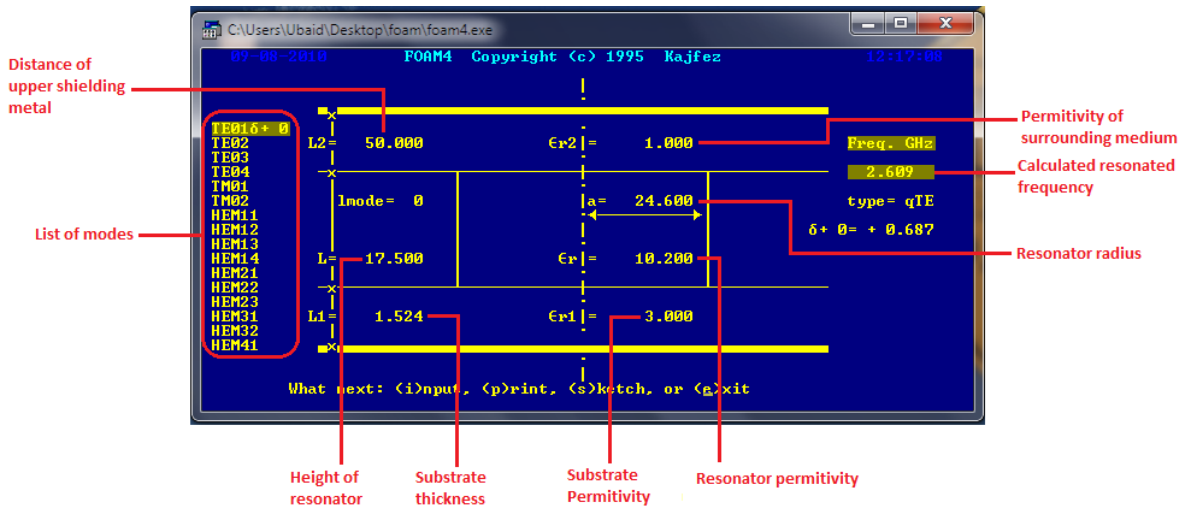 C:\Users\Ubaid\Desktop\foam\foam4.exe
09-08-2010 FOAM4 Copyright (c) 1995 Kajfez 12:17:08
Distance of
upper shielding
metal
TE01δ+ 0
TE02
TE03
TE04
TM01
TM02
HEM11
HEM12
HEM13
HEM14
HEM21
HEM22
HEM23
HEM31
HEM32
HEM41
List of modes
L2= 50.000 Єr2 = 1.000
lmode= 0 a= 24.600
L= 17.500 Єr = 10.200
L1= 1.524 Єr1 = 3.000
Freq. GHz
2.609
type= qTE
δ+ 0= + 0.687
What next: (i)nput, (p)rint, (s)ketch, or (e)xit
Permitivity of
surrounding medium
Calculated resonated
frequency
Resonator radius
Height of
resonator
Substrate
thickness
Substrate
Permitivity
Resonator permitivity